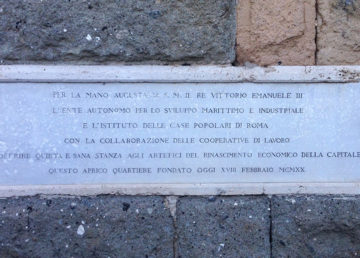 PER LA MANO AUGUSTA DI S. M. IL RE VITTORIO EMANUELE III
L'ENTE AUTONOMO PER LO SVILUPPO MARITTIMO E INDUSTRIALE
E L'ISTITUTO DELLE CASE POPOLARI DI ROMA
CON LA COLLABORAZIONE DELLE COOPERATIVE DI LAVORO
OFFRIRE QUIETA E SANA STANZA AGLI ARTEFICI DEL RINASCIMENTO ECONOMICO DELLA CAPITALE
QUESTO APRICO QUARTIERE FONDATO OGGI XVIII FEBBRAIO MCMXX